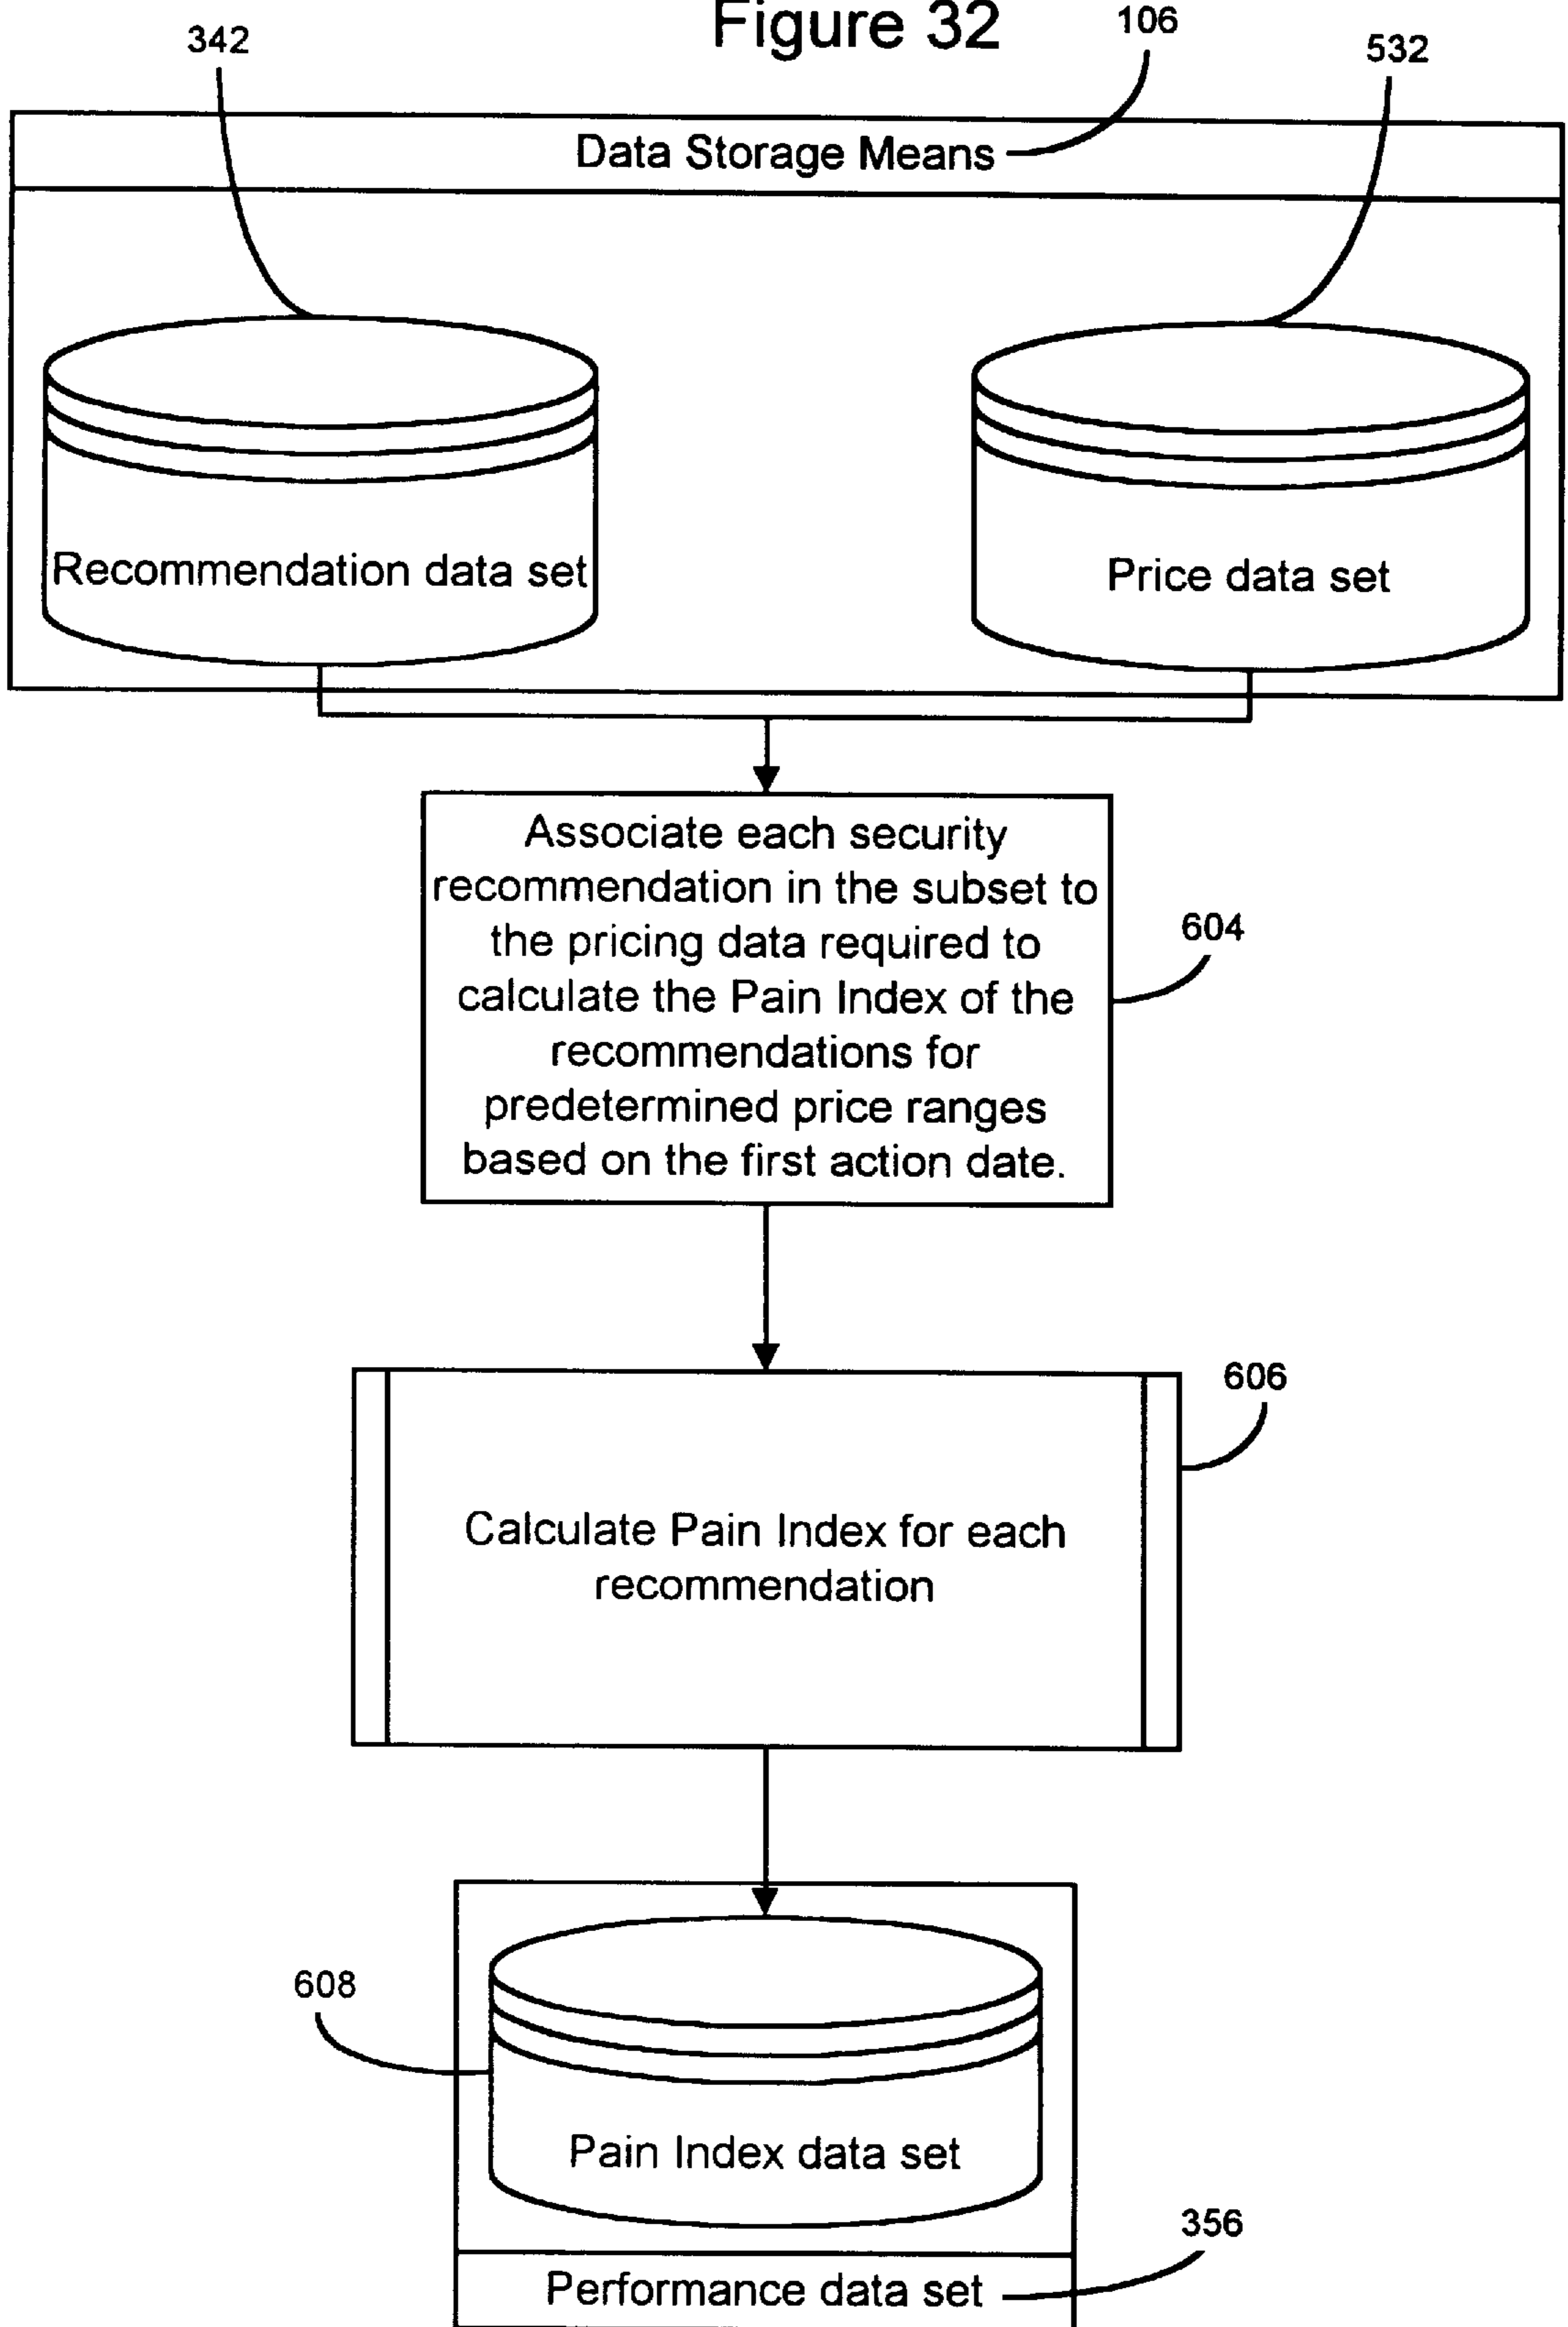 Figure 32
342
106
532
Data Storage Means
Recommendation data set
Price data set
Associate each security
recommendation in the subset to
the pricing data required to
calculate the Pain Index of the
recommendations for
predetermined price ranges
based on the first action date.
604
606
Calculate Pain Index for each
recommendation
608
Pain Index data set
356
Performance data set